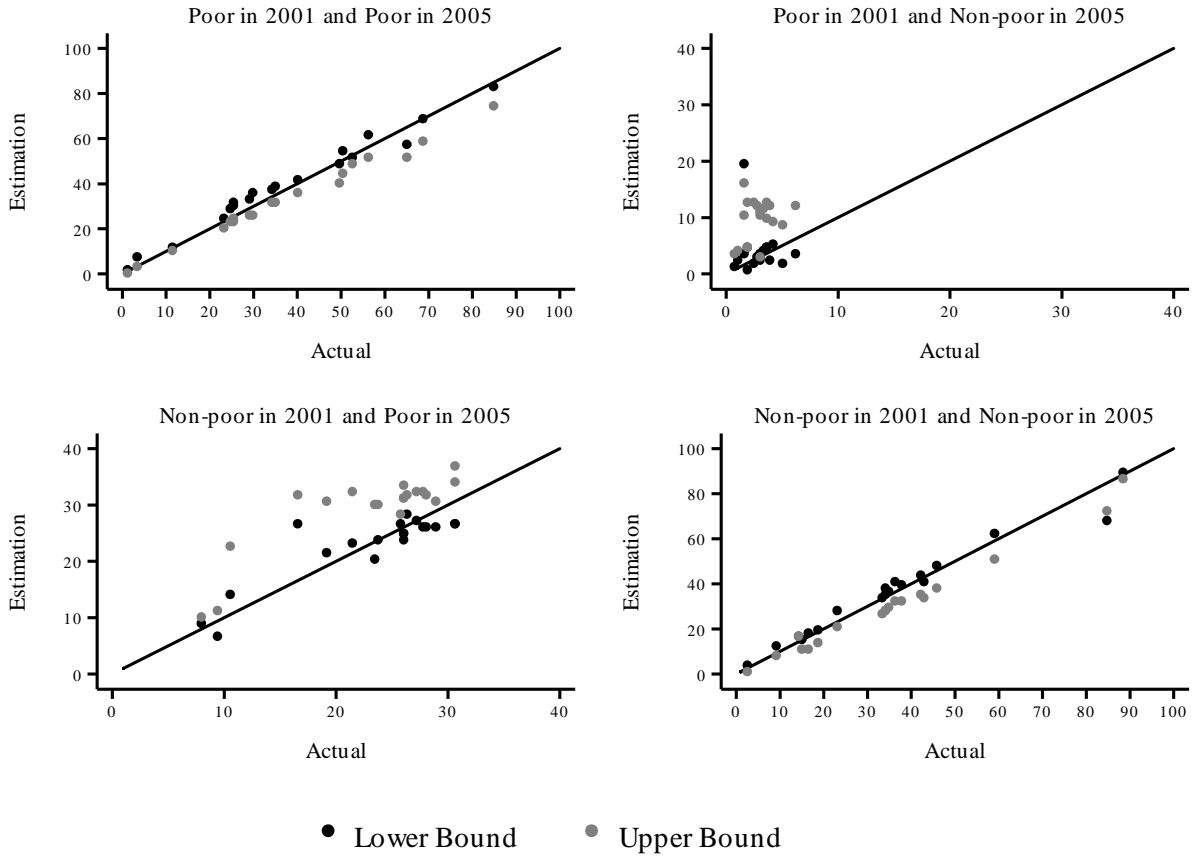 Poor in 2001 and Poor in 2005
Estimation
100
80
60
40
20
0
0 10 20 30 40 50 60 70 80 90 100
Actual
Poor in 2001 and Non-poor in 2005
Estimation
40
30
20
10
0
0 10 20 30 40
Actual
Non-poor in 2001 and Poor in 2005
Estimation
40
30
20
10
0
0 10 20 30 40
Actual
Non-poor in 2001 and Non-poor in 2005
Estimation
100
80
60
40
20
0
0 10 20 30 40 50 60 70 80 90 100
Actual
Lower Bound Upper Bound